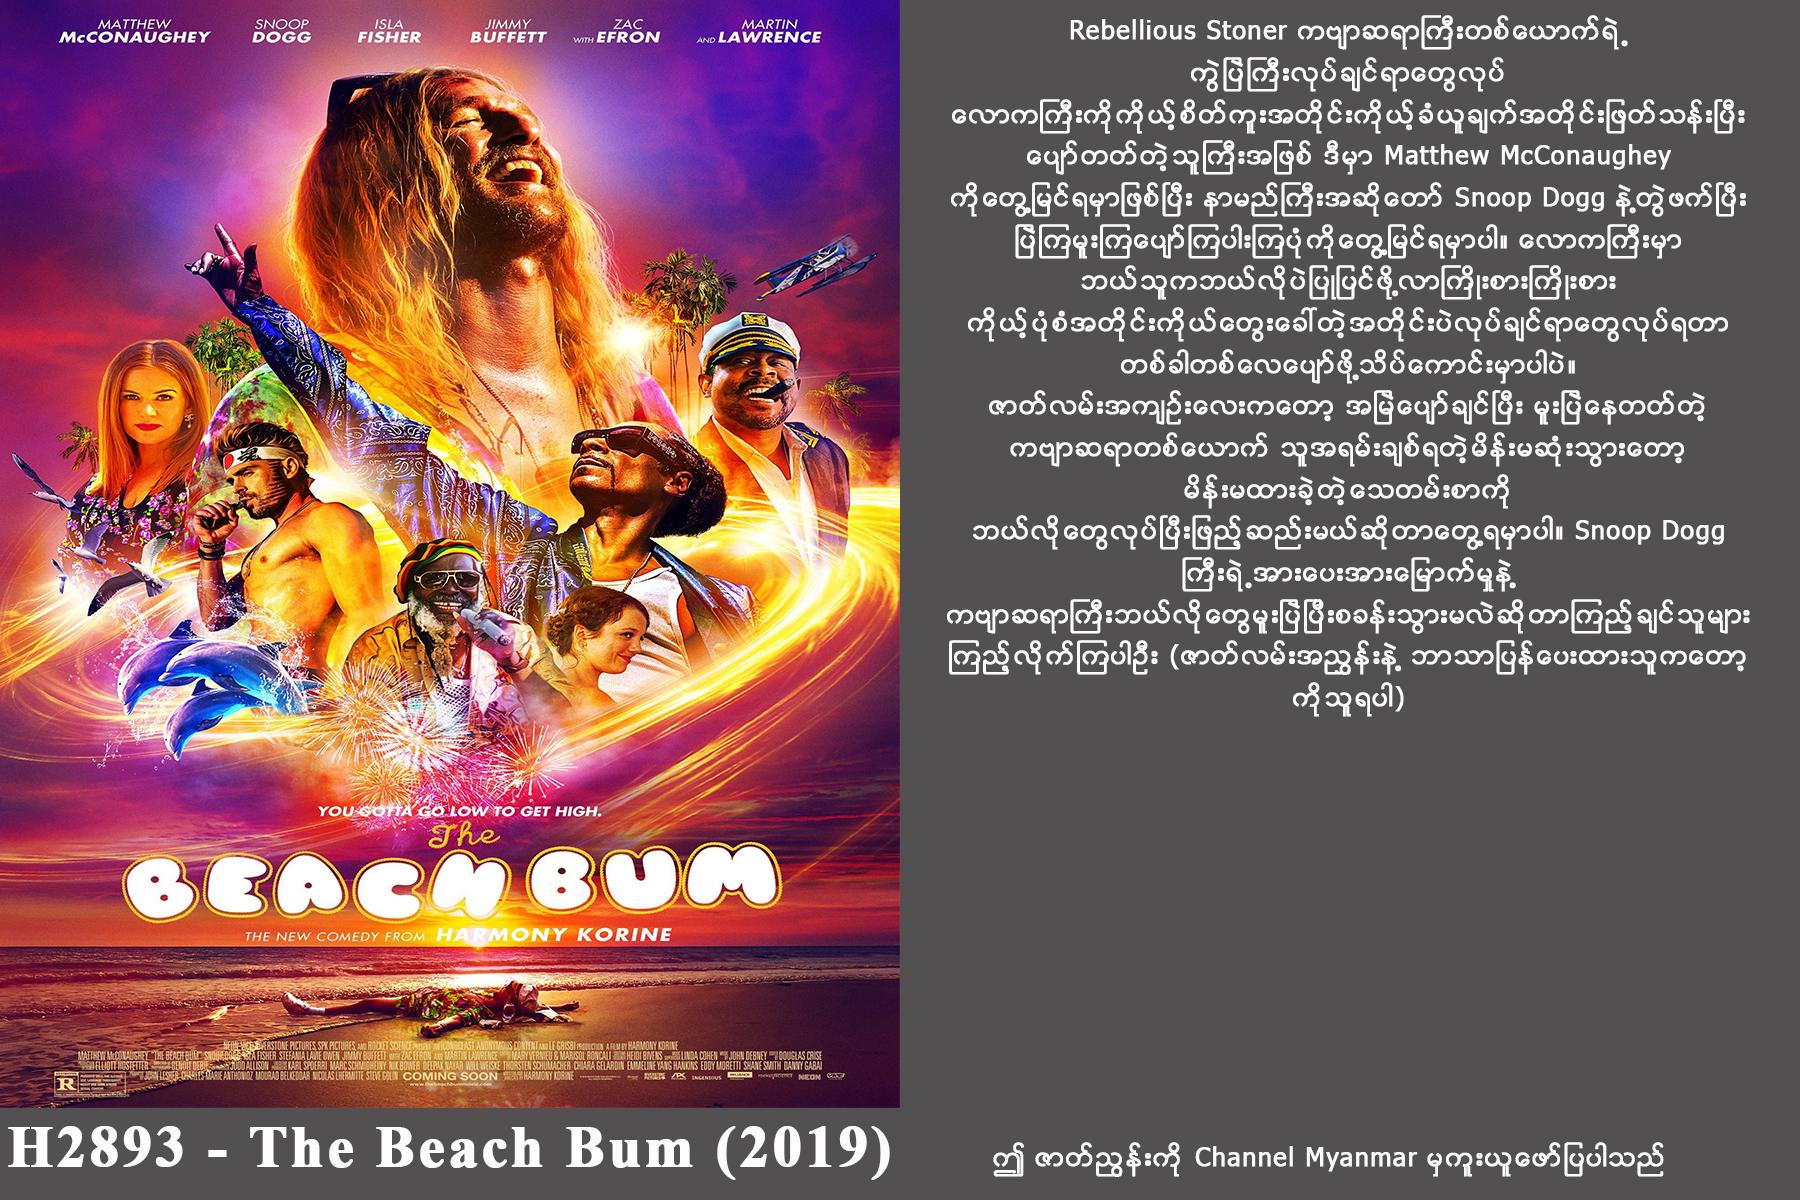 MATTHEW McCONAUGHEY
SNOOP DOGG
ISLA FISHER
JIMMY BUFFETT
WITH ZAC EFRON
AND MARTIN LAWRENCE
YOU GOTTA GO LOW TO GET HIGH.
The
BEACH BUM
THE NEW COMEDY FROM HARMONY KORINE
COMING SOON
R
H2893 - The Beach Bum (2019)
Rebellious Stoner ကဗျာဆရာကြီးတစ်ယောက်ရဲ့
ကွဲပြဲကြီးလုပ်ချင်ရာတွေလုပ်
လောကကြီးကိုကိုယ့်စိတ်ကူးအတိုင်းကိုယ့်ခံယူချက်အတိုင်းဖြတ်သန်းပြီး
ပျော်တတ်တဲ့သူကြီးအဖြစ် ဒီမှာ Matthew McConaughey
ကိုတွေ့မြင်ရမှာဖြစ်ပြီး နာမည်ကြီးအဆိုတော် Snoop Dogg နဲ့တွဲဖက်ပြီး
ပြဲကြမူးကြပျော်ကြပါးကြပုံကိုတွေ့မြင်ရမှာပါ။ လောကကြီးမှာ
ဘယ်သူကဘယ်လိုပဲပြုပြင်ဖို့လာကြိုးစားကြိုးစား
ကိုယ့်ပုံစံအတိုင်းကိုယ်တွေးခေါ်တဲ့အတိုင်းပဲလုပ်ချင်ရာတွေလုပ်ရတာ
တစ်ခါတစ်လေပျော်ဖို့သိပ်ကောင်းမှာပါပဲ။
ဇာတ်လမ်းအကျဉ်းလေးကတော့ အမြဲပျော်ချင်ပြီး မူးပြဲနေတတ်တဲ့
ကဗျာဆရာတစ်ယောက် သူအရမ်းချစ်ရတဲ့မိန်းမဆုံးသွားတော့
မိန်းမထားခဲ့တဲ့သေတမ်းစာကို
ဘယ်လိုတွေလုပ်ပြီးဖြည့်ဆည်းမယ်ဆိုတာတွေ့ရမှာပါ။ Snoop Dogg
ကြီးရဲ့အားပေးအားမြောက်မှုနဲ့
ကဗျာဆရာကြီးဘယ်လိုတွေမူးပြဲပြီးစခန်းသွားမလဲဆိုတာကြည့်ချင်သူများ
ကြည့်လိုက်ကြပါဦး (ဇာတ်လမ်းအညွှန်းနဲ့ ဘာသာပြန်ပေးထားသူကတော့
ကိုသူရပါ)
ဤ ဇာတ်ညွှန်းကို Channel Myanmar မှကူးယူဖော်ပြပါသည်